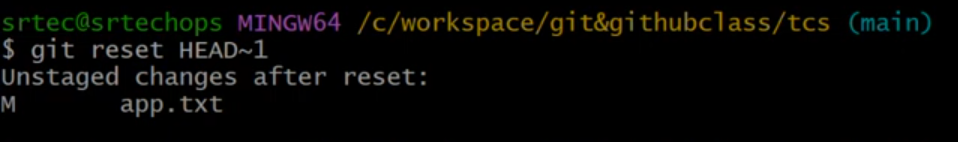 srtec@srtechops MINGW64 /c/workspace/git&githubclass/tcs (main)
$ git reset HEAD~1
Unstaged changes after reset:
M       app.txt